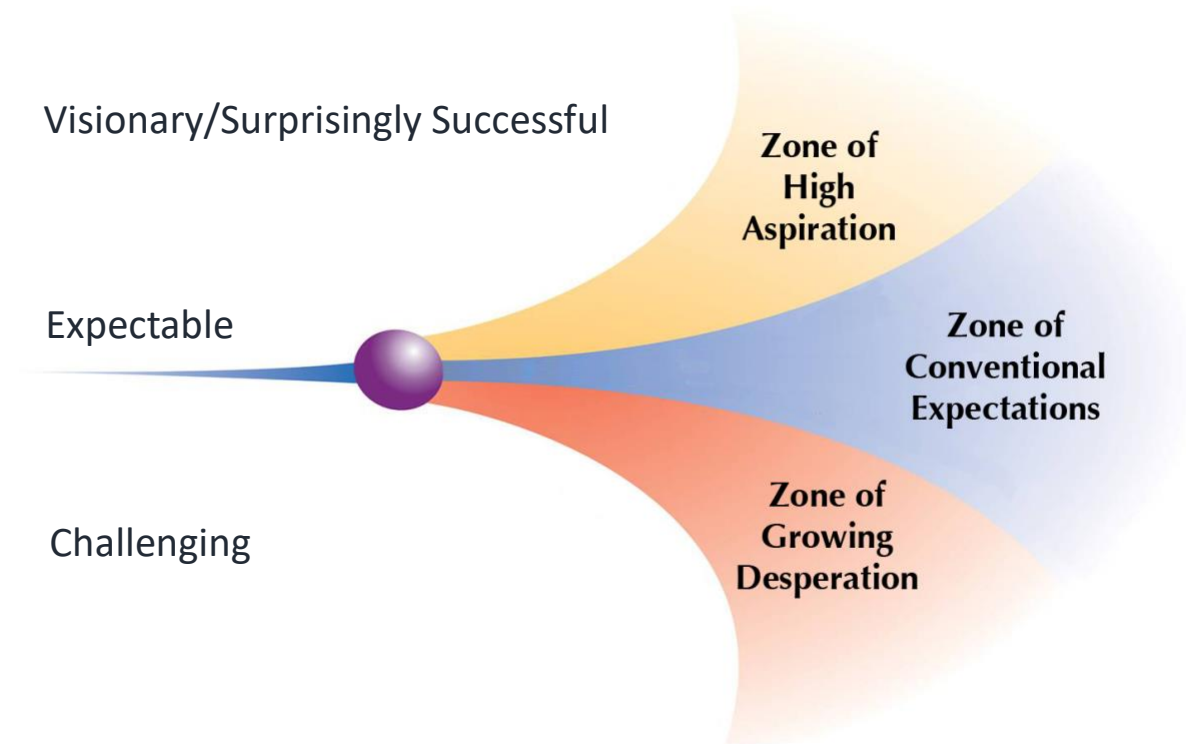 Visionary/Surprisingly Successful
Zone of
High
Aspiration
Expectable
Zone of
Conventional
Expectations
Challenging
Zone of
Growing
Desperation